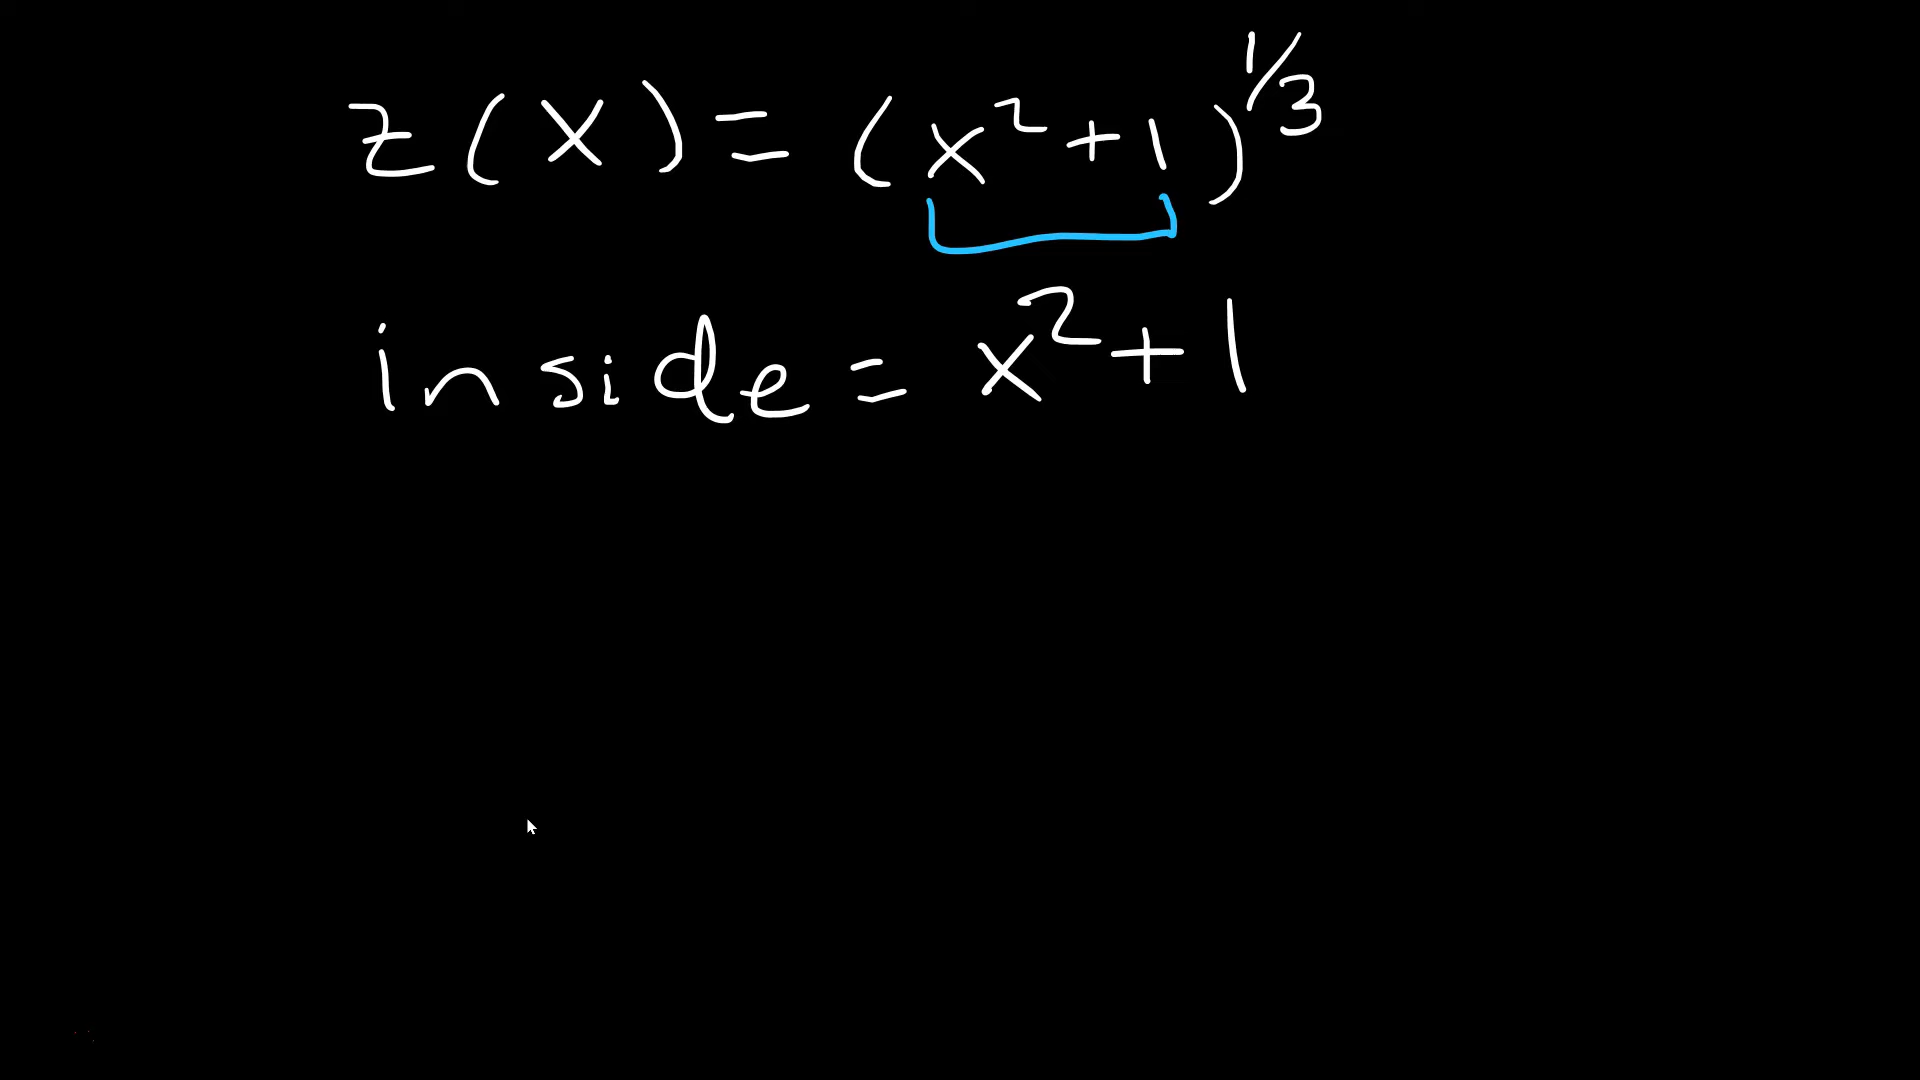 z(x) = (x²+1)^1/3
inside = x²+1